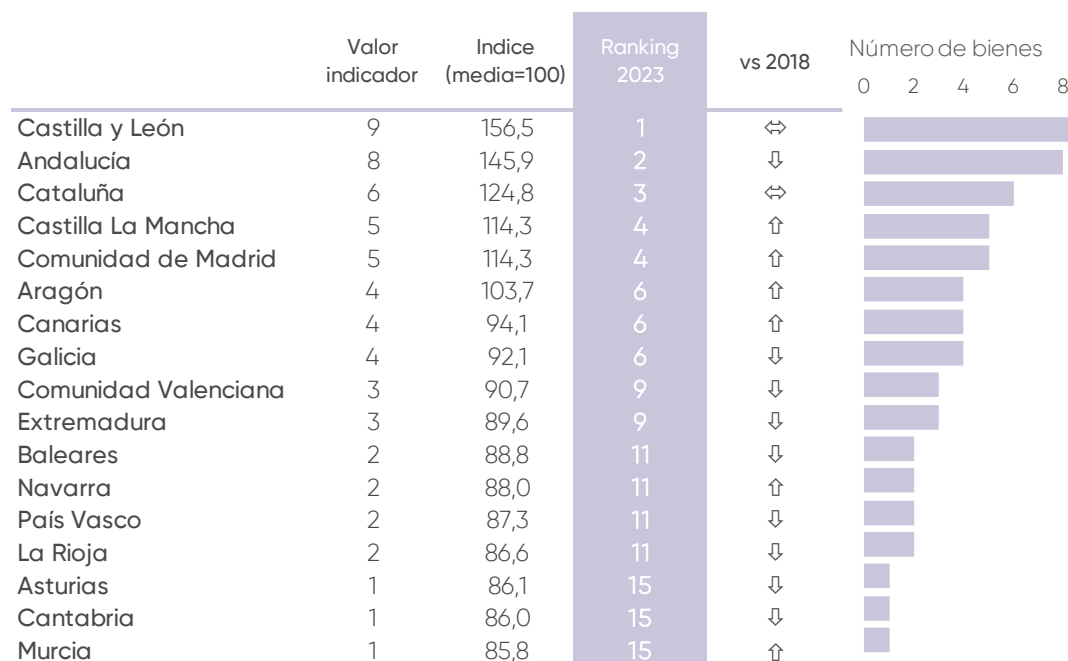 Valor indicador Indice (media=100) Ranking 2023 vs 2018 Número de bienes
0 2 4 6 8
Castilla y León 9 156,5 1 ⬄
Andalucía 8 145,9 2 ⇩
Cataluña 6 124,8 3 ⬄
Castilla La Mancha 5 114,3 4 ⇧
Comunidad de Madrid 5 114,3 4 ⇧
Aragón 4 103,7 6 ⇧
Canarias 4 94,1 6 ⇧
Galicia 4 92,1 6 ⇩
Comunidad Valenciana 3 90,7 9 ⇩
Extremadura 3 89,6 9 ⇩
Baleares 2 88,8 11 ⇩
Navarra 2 88,0 11 ⇧
País Vasco 2 87,3 11 ⇩
La Rioja 2 86,6 11 ⇩
Asturias 1 86,1 15 ⇩
Cantabria 1 86,0 15 ⇩
Murcia 1 85,8 15 ⇧